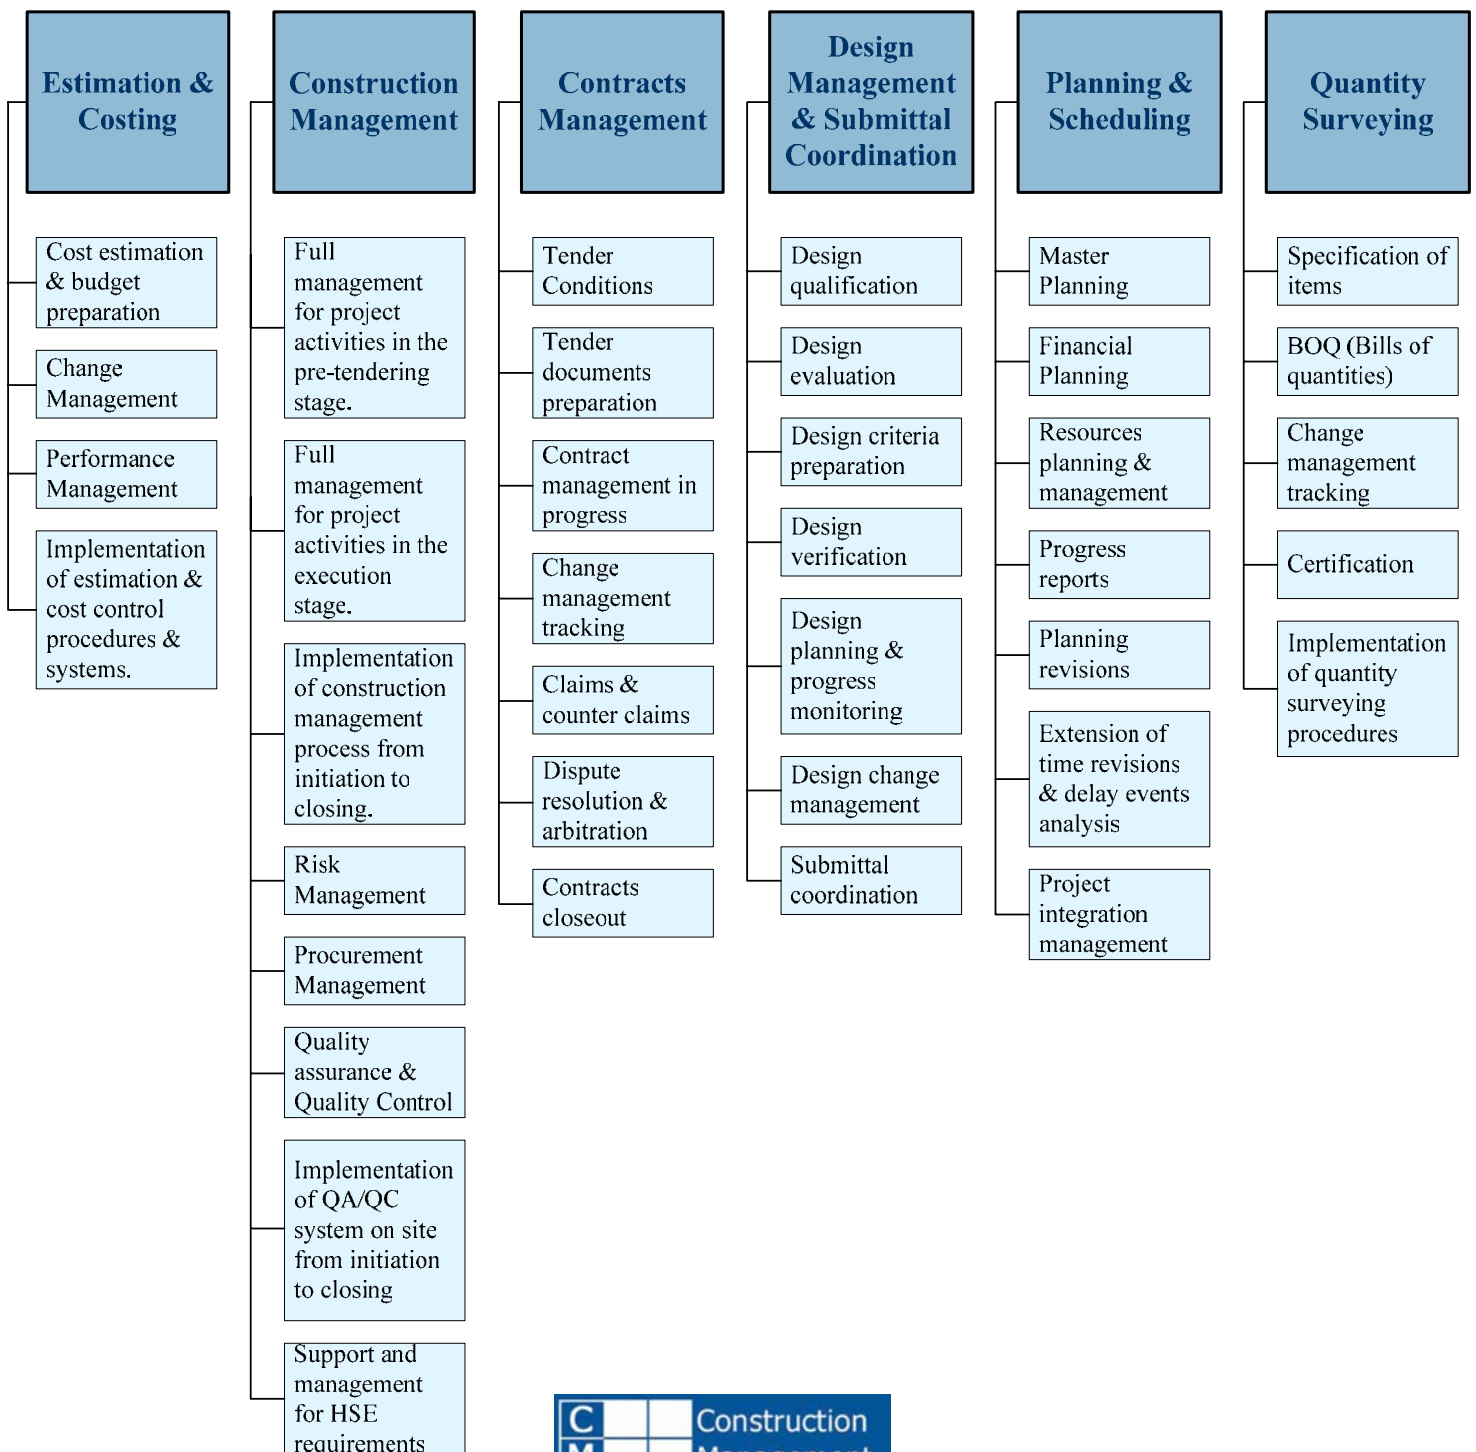 Estimation &
Costing
Cost estimation
& budget
preparation
Change
Management
Performance
Management
Implementation
of estimation &
cost control
procedures &
systems.
Construction
Management
Full
management
for project
activities in the
pre-tendering
stage.
Full
management
for project
activities in the
execution
stage.
Implementation
of construction
management
process from
initiation to
closing.
Risk
Management
Procurement
Management
Quality
assurance &
Quality Control
Implementation
of QA/QC
system on site
from initiation
to closing
Support and
management
for HSE
requirements
Contracts
Management
Tender
Conditions
Tender
documents
preparation
Contract
management in
progress
Change
management
tracking
Claims &
counter claims
Dispute
resolution &
arbitration
Contracts
closeout
Design
Management
& Submittal
Coordination
Design
qualification
Design
evaluation
Design criteria
preparation
Design
verification
Design
planning &
progress
monitoring
Design change
management
Submittal
coordination
Planning &
Scheduling
Master
Planning
Financial
Planning
Resources
planning &
management
Progress
reports
Planning
revisions
Extension of
time revisions
& delay events
analysis
Project
integration
management
Quantity
Surveying
Specification of
items
BOQ (Bills of
quantities)
Change
management
tracking
Certification
Implementation
of quantity
surveying
procedures
C Construction
M Management